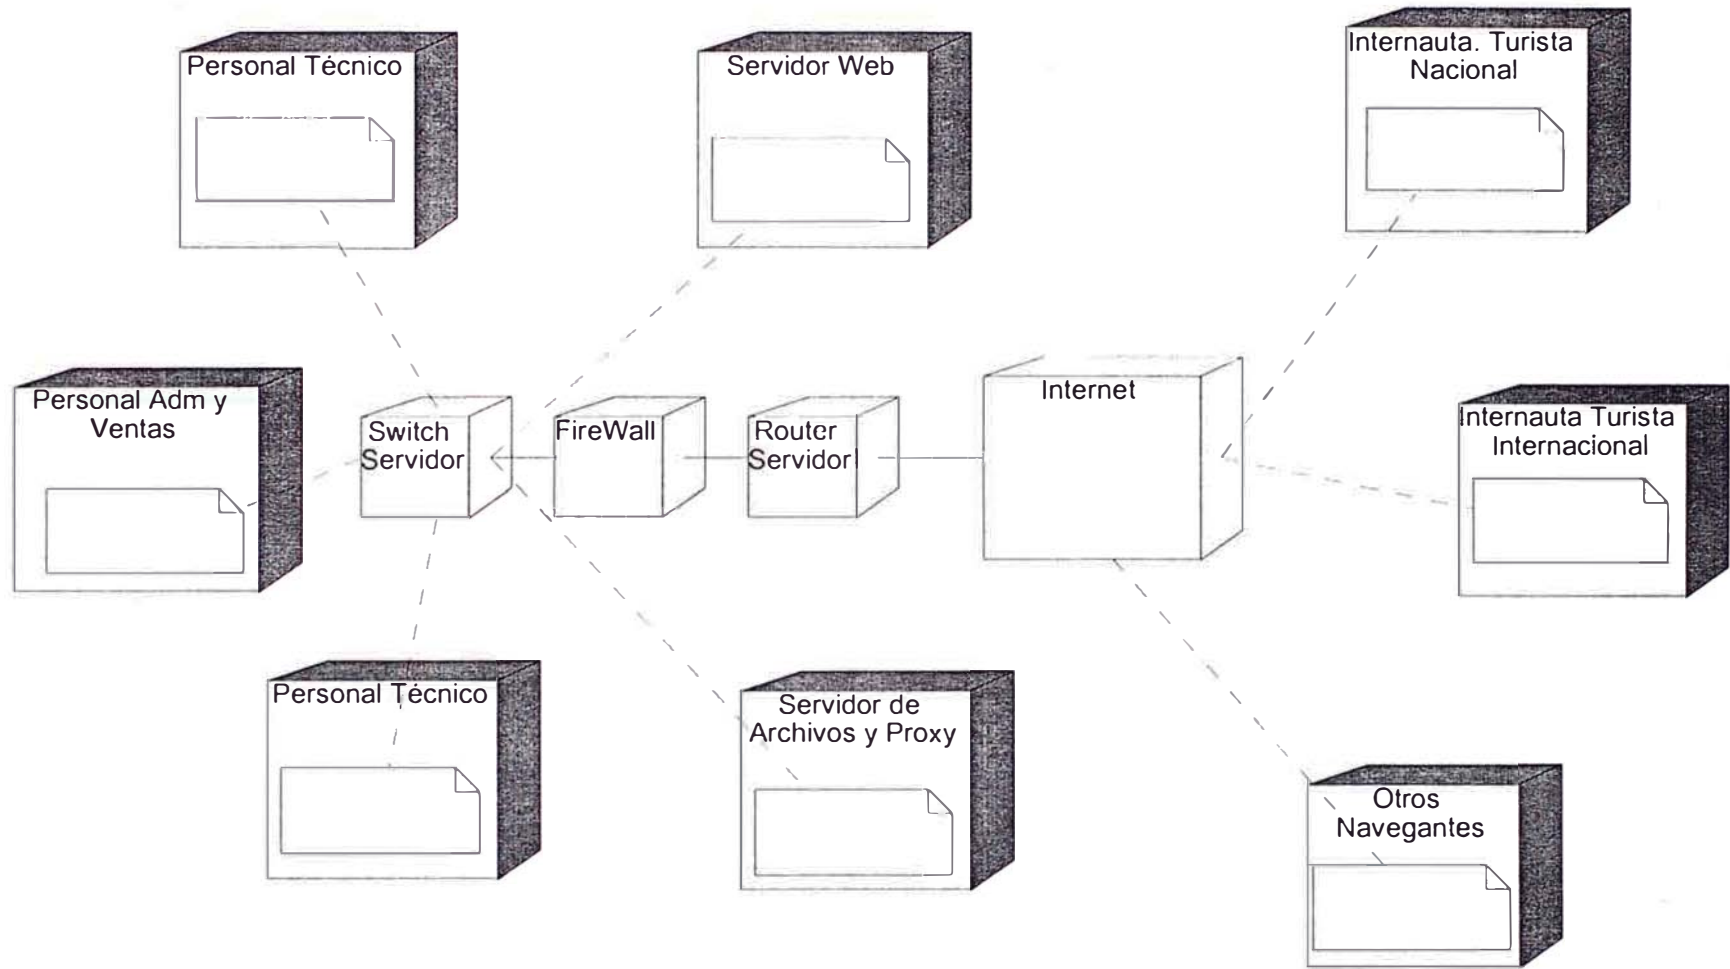 Personal Técnico
Servidor Web
Internauta. Turista
Nacional
Personal Adm y
Ventas
Switch
Servidor
FireWall
Router
Servidor
Internet
Internauta Turista
Internacional
Personal Técnico
Servidor de
Archivos y Proxy
Otros
Navegantes